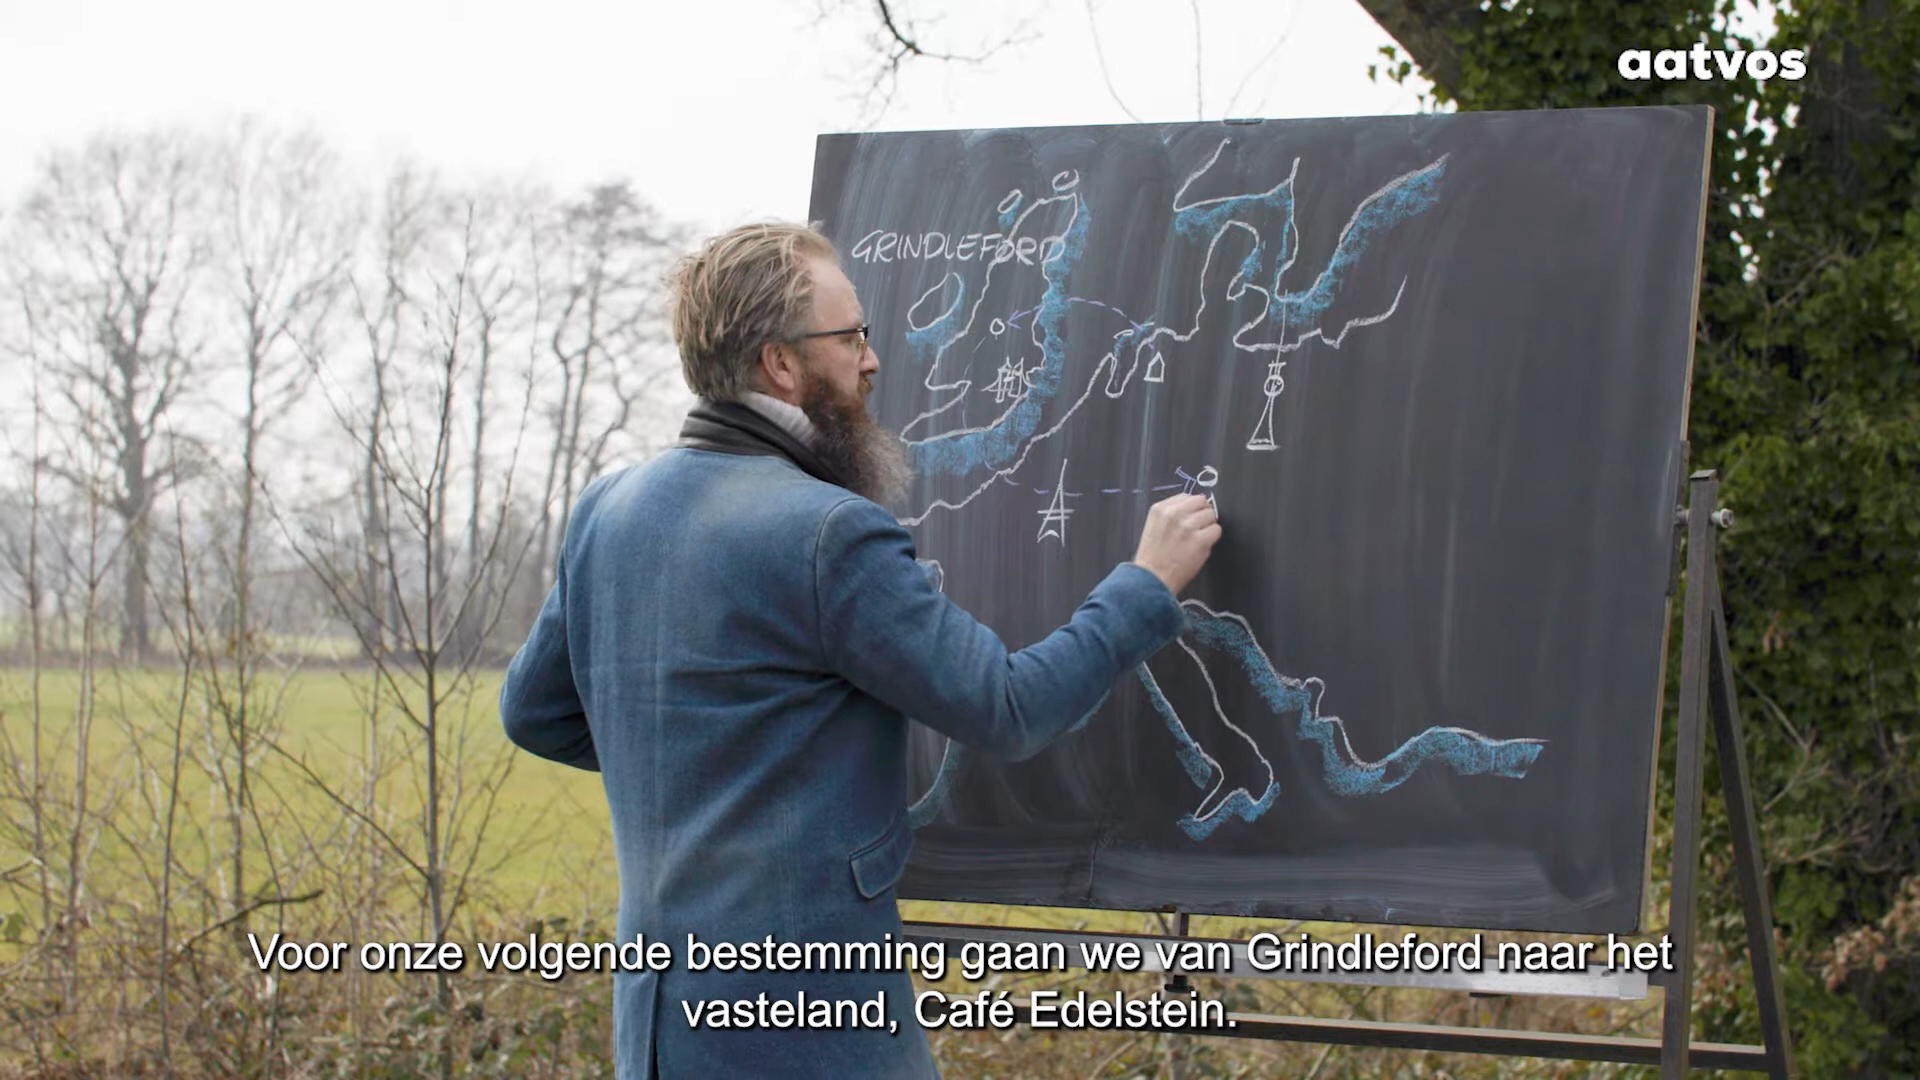 aatvos
GRINDLEFORD
Voor onze volgende bestemming gaan we van Grindleford naar het
vasteland, Café Edelstein.